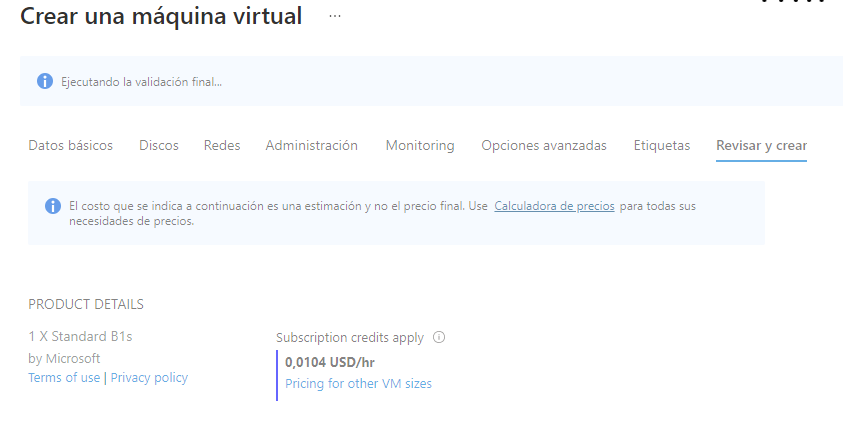 Crear una máquina virtual ...
Ejecutando la validación final...
Datos básicos Discos Redes Administración Monitoring Opciones avanzadas Etiquetas Revisar y crear
El costo que se indica a continuación es una estimación y no el precio final. Use Calculadora de precios para todas sus
necesidades de precios.
PRODUCT DETAILS
1 X Standard B1s
by Microsoft
Terms of use | Privacy policy
Subscription credits apply
0,0104 USD/hr
Pricing for other VM sizes